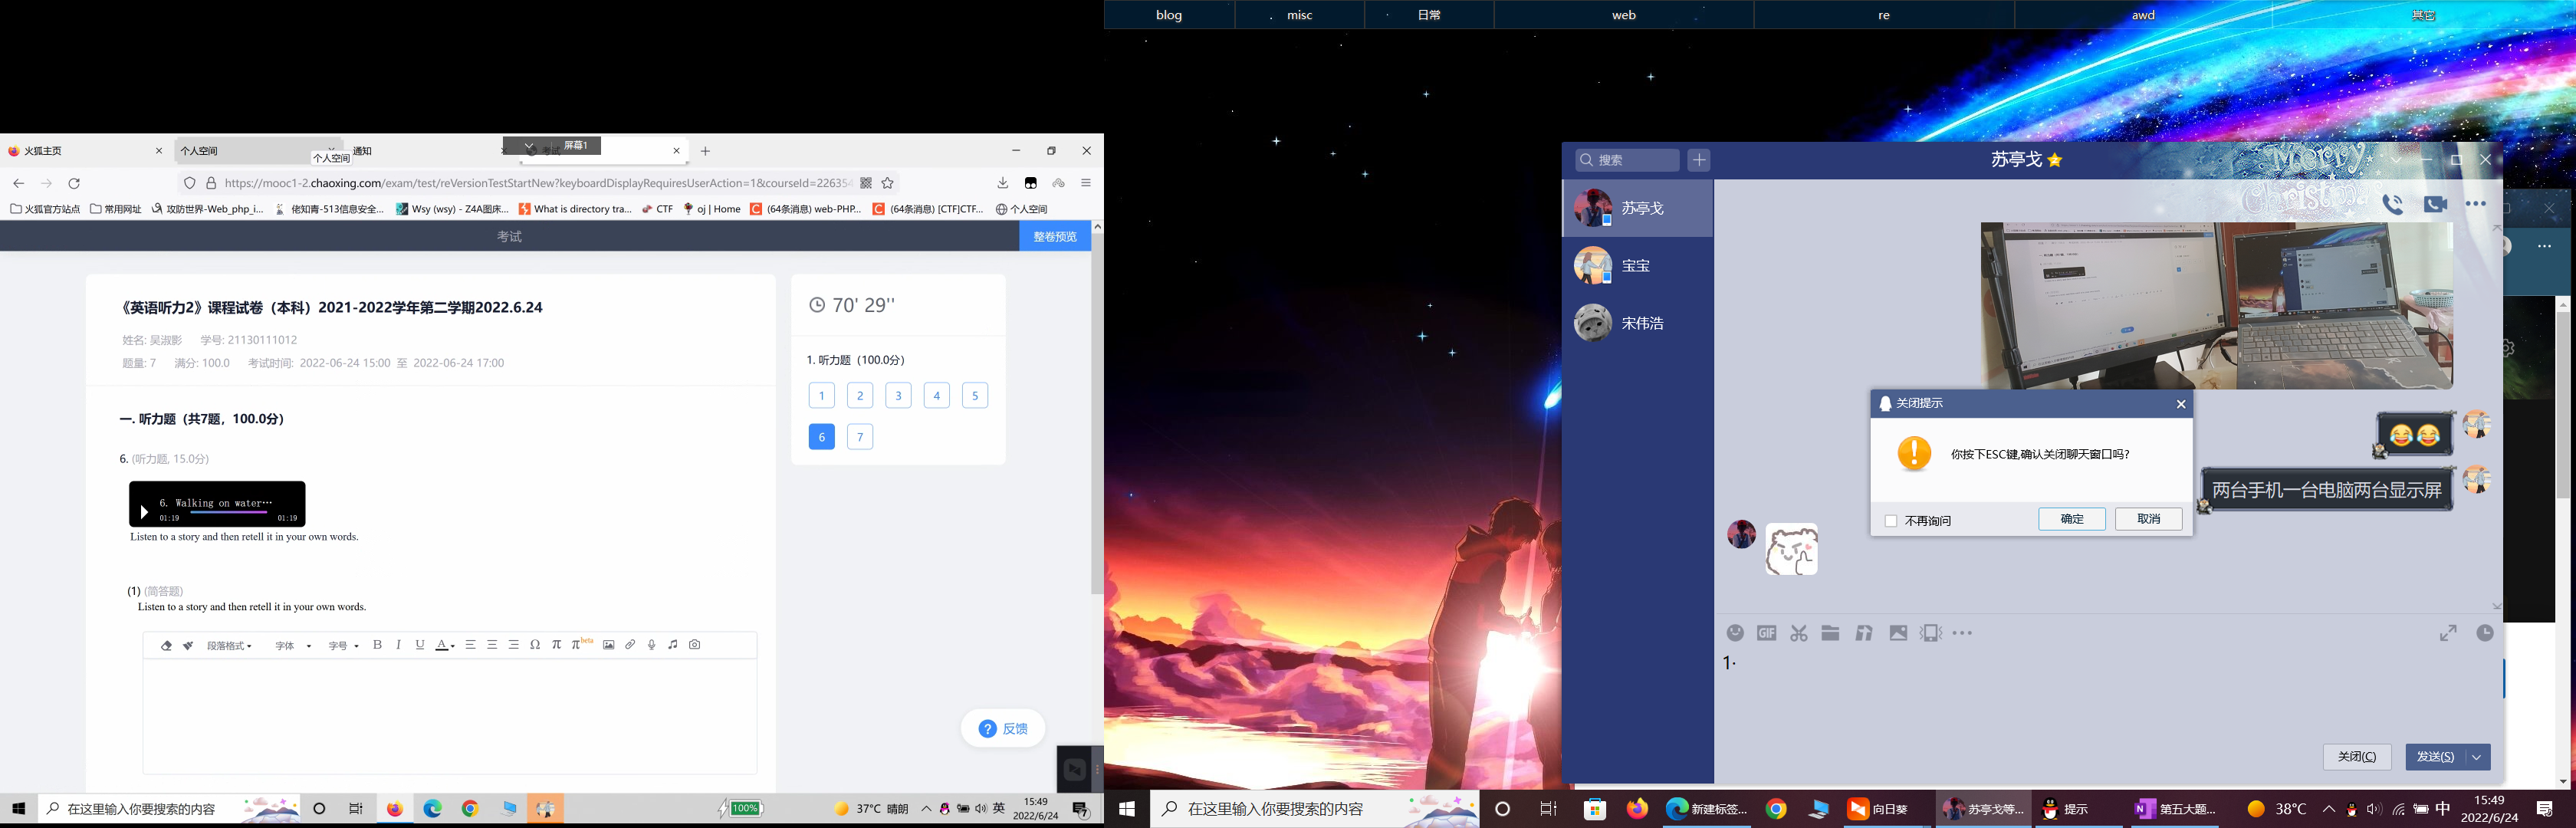 火狐主页
个人空间
通知
屏幕1
个人空间
https://mooc1-2.chaoxing.com/exam/test/reVersionTestStartNew?keyboardDisplayRequiresUserAction=1&courseId=22635
火狐官方站点
常用网址
攻防世界-Web_php_i...
佬知青-513信息安全...
Wsy (wsy) - Z4A图床...
What is directory tra...
CTF
oj | Home
(64条消息) web-PHP...
(64条消息) [CTF]CTF...
个人空间
考试
整卷预览
《英语听力2》课程试卷（本科）2021-2022学年第二学期2022.6.24
姓名: 吴淑影 学号: 21130111012
题量: 7 满分: 100.0 考试时间: 2022-06-24 15:00 至 2022-06-24 17:00
一. 听力题（共7题，100.0分）
6. (听力题, 15.0分)
6. Walking on water…
01:19 01:19
Listen to a story and then retell it in your own words.
(1) (简答题)
Listen to a story and then retell it in your own words.
段落格式 字体 字号 B I U A Ω π πbeta
70' 29''
1. 听力题（100.0分）
1 2 3 4 5
6 7
反馈
在这里输入你要搜索的内容
100%
37°C 晴朗
英
15:49
2022/6/24
7
blog
misc
日常
web
re
awd
其它
搜索
苏亭戈
Merry
Christmas
苏亭戈
宝宝
宋伟浩
关闭提示
你按下ESC键,确认关闭聊天窗口吗?
不再询问
确定
取消
两台手机一台电脑两台显示屏
GIF
1·
关闭(C)
发送(S)
在这里输入你要搜索的内容
新建标签...
向日葵
苏亭戈等...
提示
第五大题...
38°C
中
15:49
2022/6/24